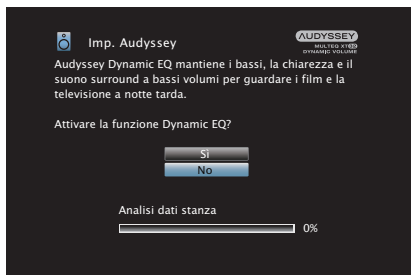 Imp. Audyssey
AUDYSSEY
MULTEQ XT32
DYNAMIC VOLUME
Audyssey Dynamic EQ mantiene i bassi, la chiarezza e il
suono surround a bassi volumi per guardare i film e la
televisione a notte tarda.
Attivare la funzione Dynamic EQ?
Sì
No
Analisi dati stanza
0%